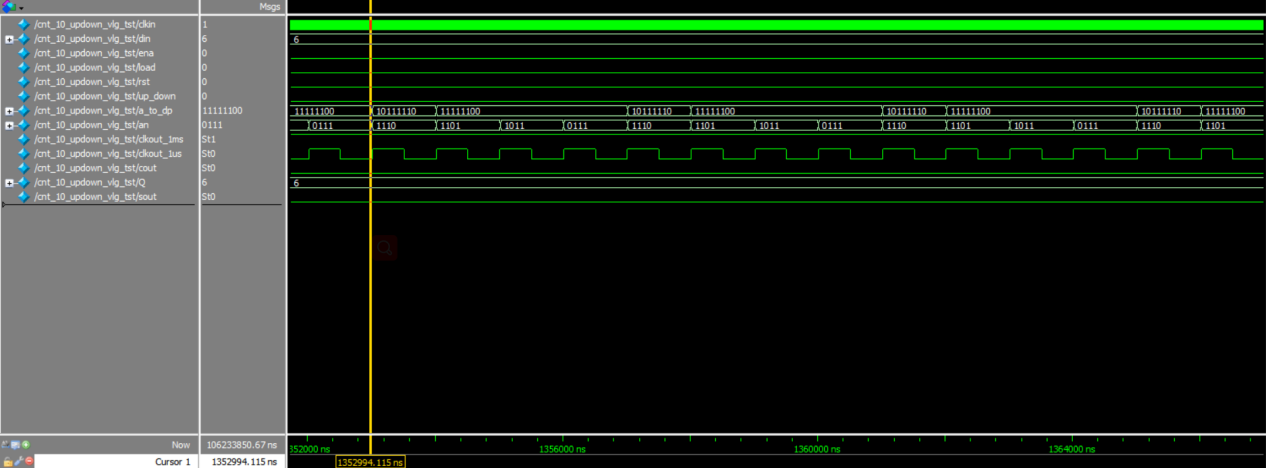 Msgs
/cnt_10_updown_vlg_tst/clkin 1
/cnt_10_updown_vlg_tst/din 6 6
/cnt_10_updown_vlg_tst/ena 0
/cnt_10_updown_vlg_tst/load 0
/cnt_10_updown_vlg_tst/rst 0
/cnt_10_updown_vlg_tst/up_down 0
/cnt_10_updown_vlg_tst/a_to_dp 11111100 11111100 10111110 11111100 10111110 11111100 10111110 11111100 10111110 11111100
/cnt_10_updown_vlg_tst/an 0111 0111 1110 1101 1011 0111 1110 1101 1011 0111 1110 1101 1011 0111 1110 1101
/cnt_10_updown_vlg_tst/clkout_1ms St1
/cnt_10_updown_vlg_tst/clkout_1us St0
/cnt_10_updown_vlg_tst/cout St0
/cnt_10_updown_vlg_tst/Q 6 6
/cnt_10_updown_vlg_tst/sout St0
Now 106233850.67 ns 352000 ns 1356000 ns 1360000 ns 1364000 ns
Cursor 1 1352994.115 ns 1352994.115 ns